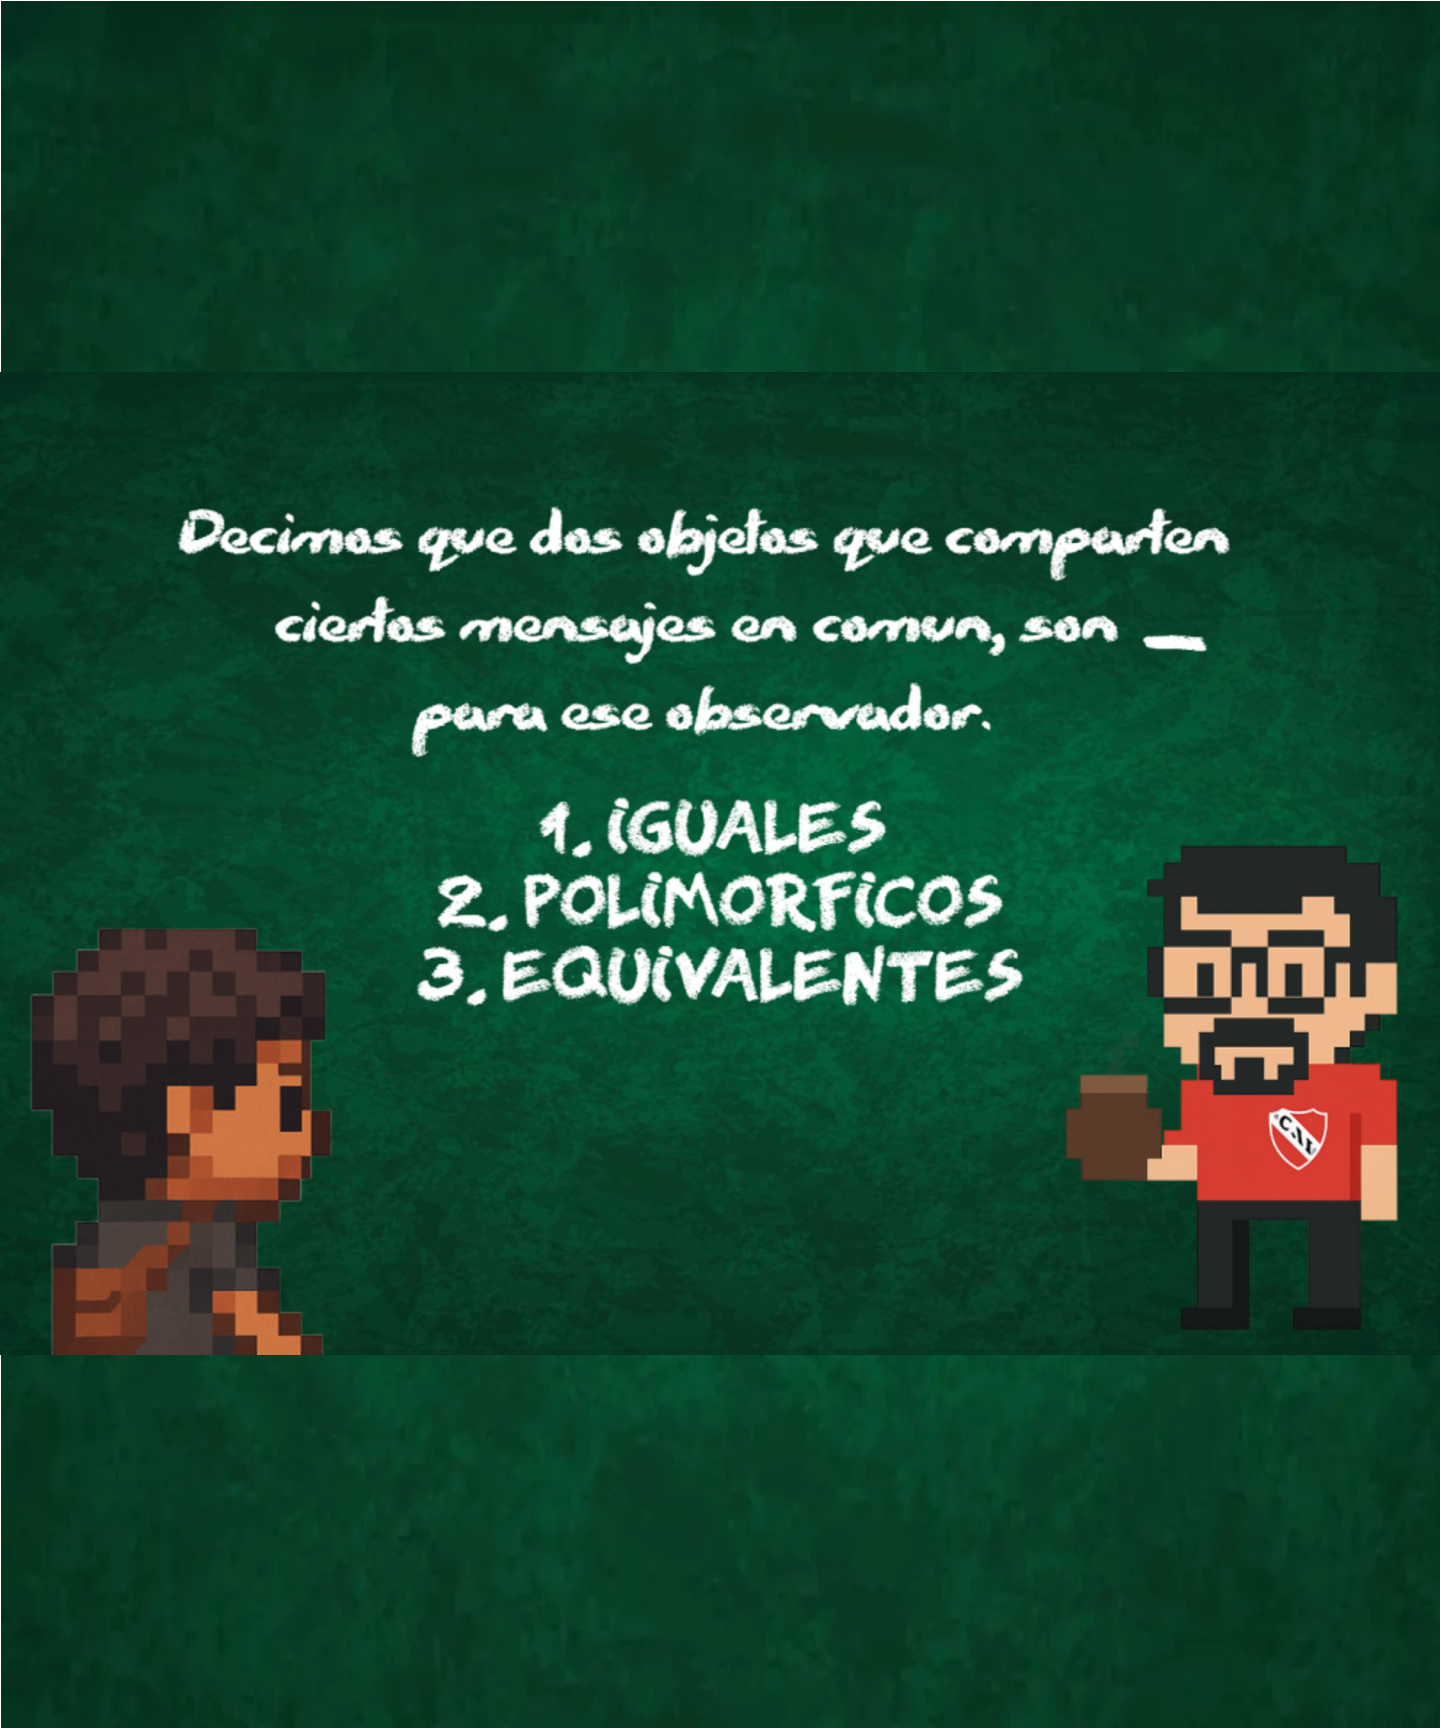 Decimos que dos objetos que comparten
ciertos mensajes en comun, son _
para ese observador.
1. iGUALES
2. POLiMORFiCOS
3. EQUiVALENTES
CAI